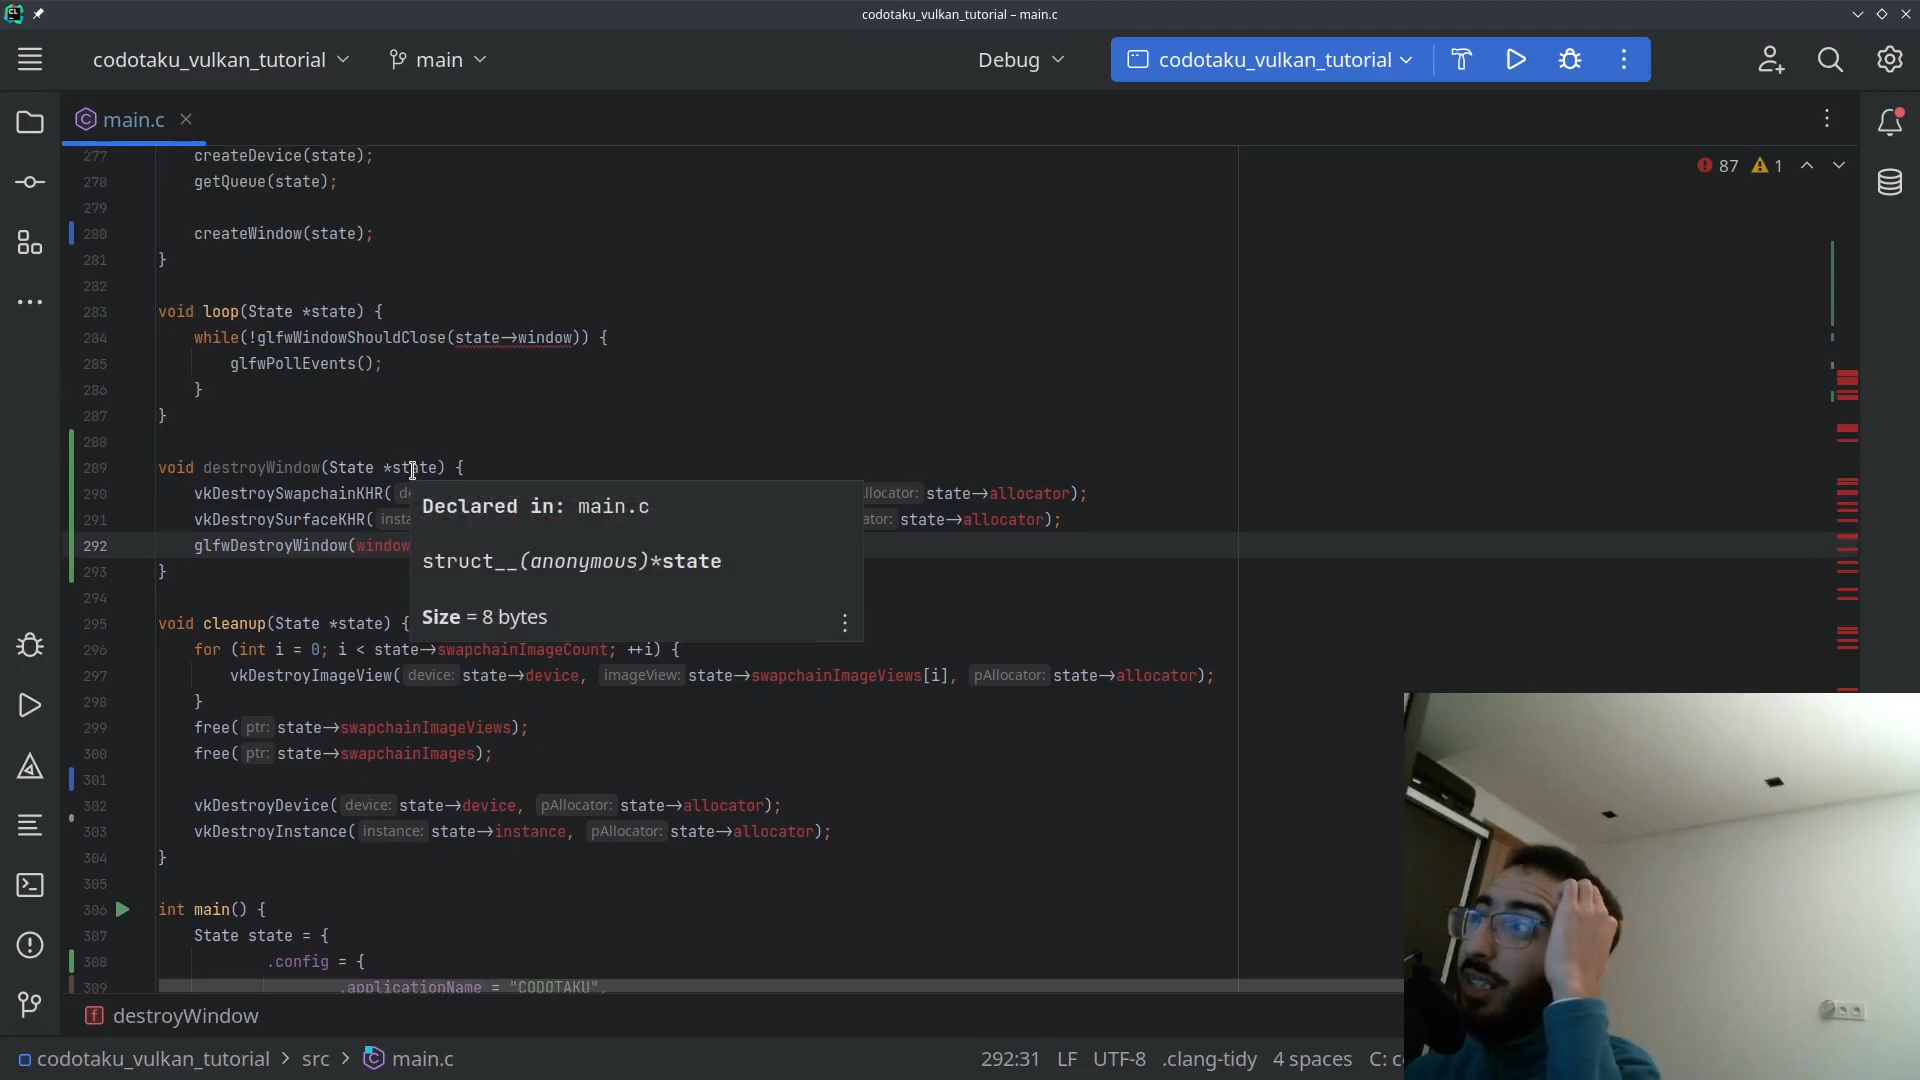 codotaku_vulkan_tutorial – main.c
codotaku_vulkan_tutorial
main
Debug
codotaku_vulkan_tutorial
main.c
87
1
277 createDevice(state);
278 getQueue(state);
279
280 createWindow(state);
281 }
282
283 void loop(State *state) {
284 while(!glfwWindowShouldClose(state→window)) {
285 glfwPollEvents();
286 }
287 }
288
289 void destroyWindow(State *state) {
290 vkDestroySwapchainKHR( llocator: state→allocator);
291 vkDestroySurfaceKHR( ator: state→allocator);
292 glfwDestroyWindow(window
293 }
294
295 void cleanup(State *state) {
296 for (int i = 0; i < state→swapchainImageCount; ++i) {
297 vkDestroyImageView( device: state→device, imageView: state→swapchainImageViews[i], pAllocator: state→allocator);
298 }
299 free( ptr: state→swapchainImageViews);
300 free( ptr: state→swapchainImages);
301
302 vkDestroyDevice( device: state→device, pAllocator: state→allocator);
303 vkDestroyInstance( instance: state→instance, pAllocator: state→allocator);
304 }
305
306 int main() {
307 State state = {
308 .config = {
309 .applicationName = "CODOTAKU",
Declared in: main.c
struct__(anonymous)*state
Size = 8 bytes
destroyWindow
codotaku_vulkan_tutorial > src > main.c
292:31 LF UTF-8 .clang-tidy 4 spaces C: